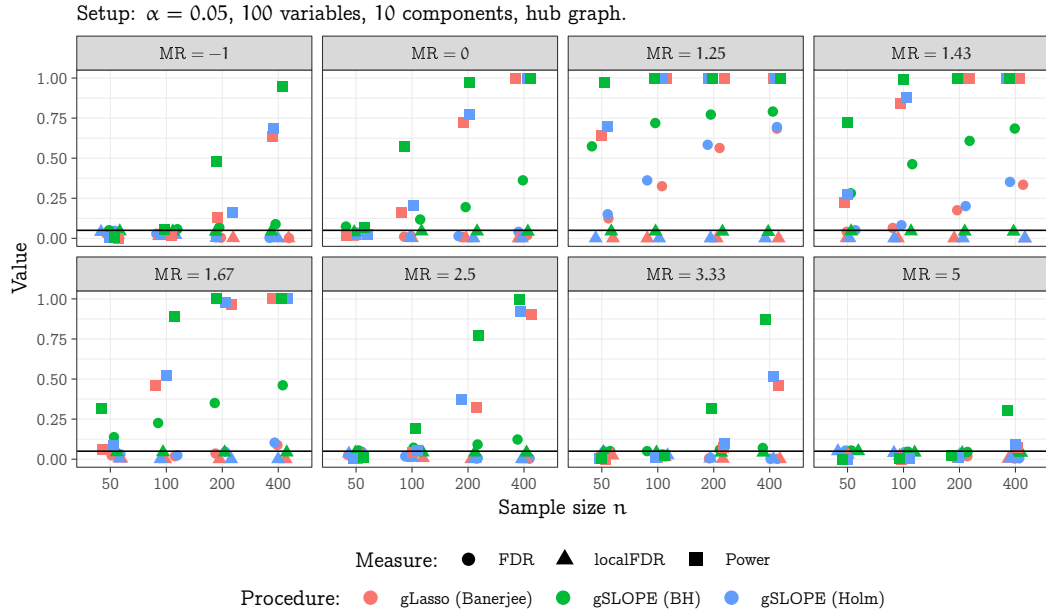 Setup: α = 0.05, 100 variables, 10 components, hub graph.
MR = −1
MR = 0
MR = 1.25
MR = 1.43
1.00
0.75
0.50
0.25
0.00
Value
MR = 1.67
MR = 2.5
MR = 3.33
MR = 5
1.00
0.75
0.50
0.25
0.00
50 100 200 400 50 100 200 400 50 100 200 400 50 100 200 400
Sample size n
Measure: FDR localFDR Power
Procedure: gLasso (Banerjee) gSLOPE (BH) gSLOPE (Holm)